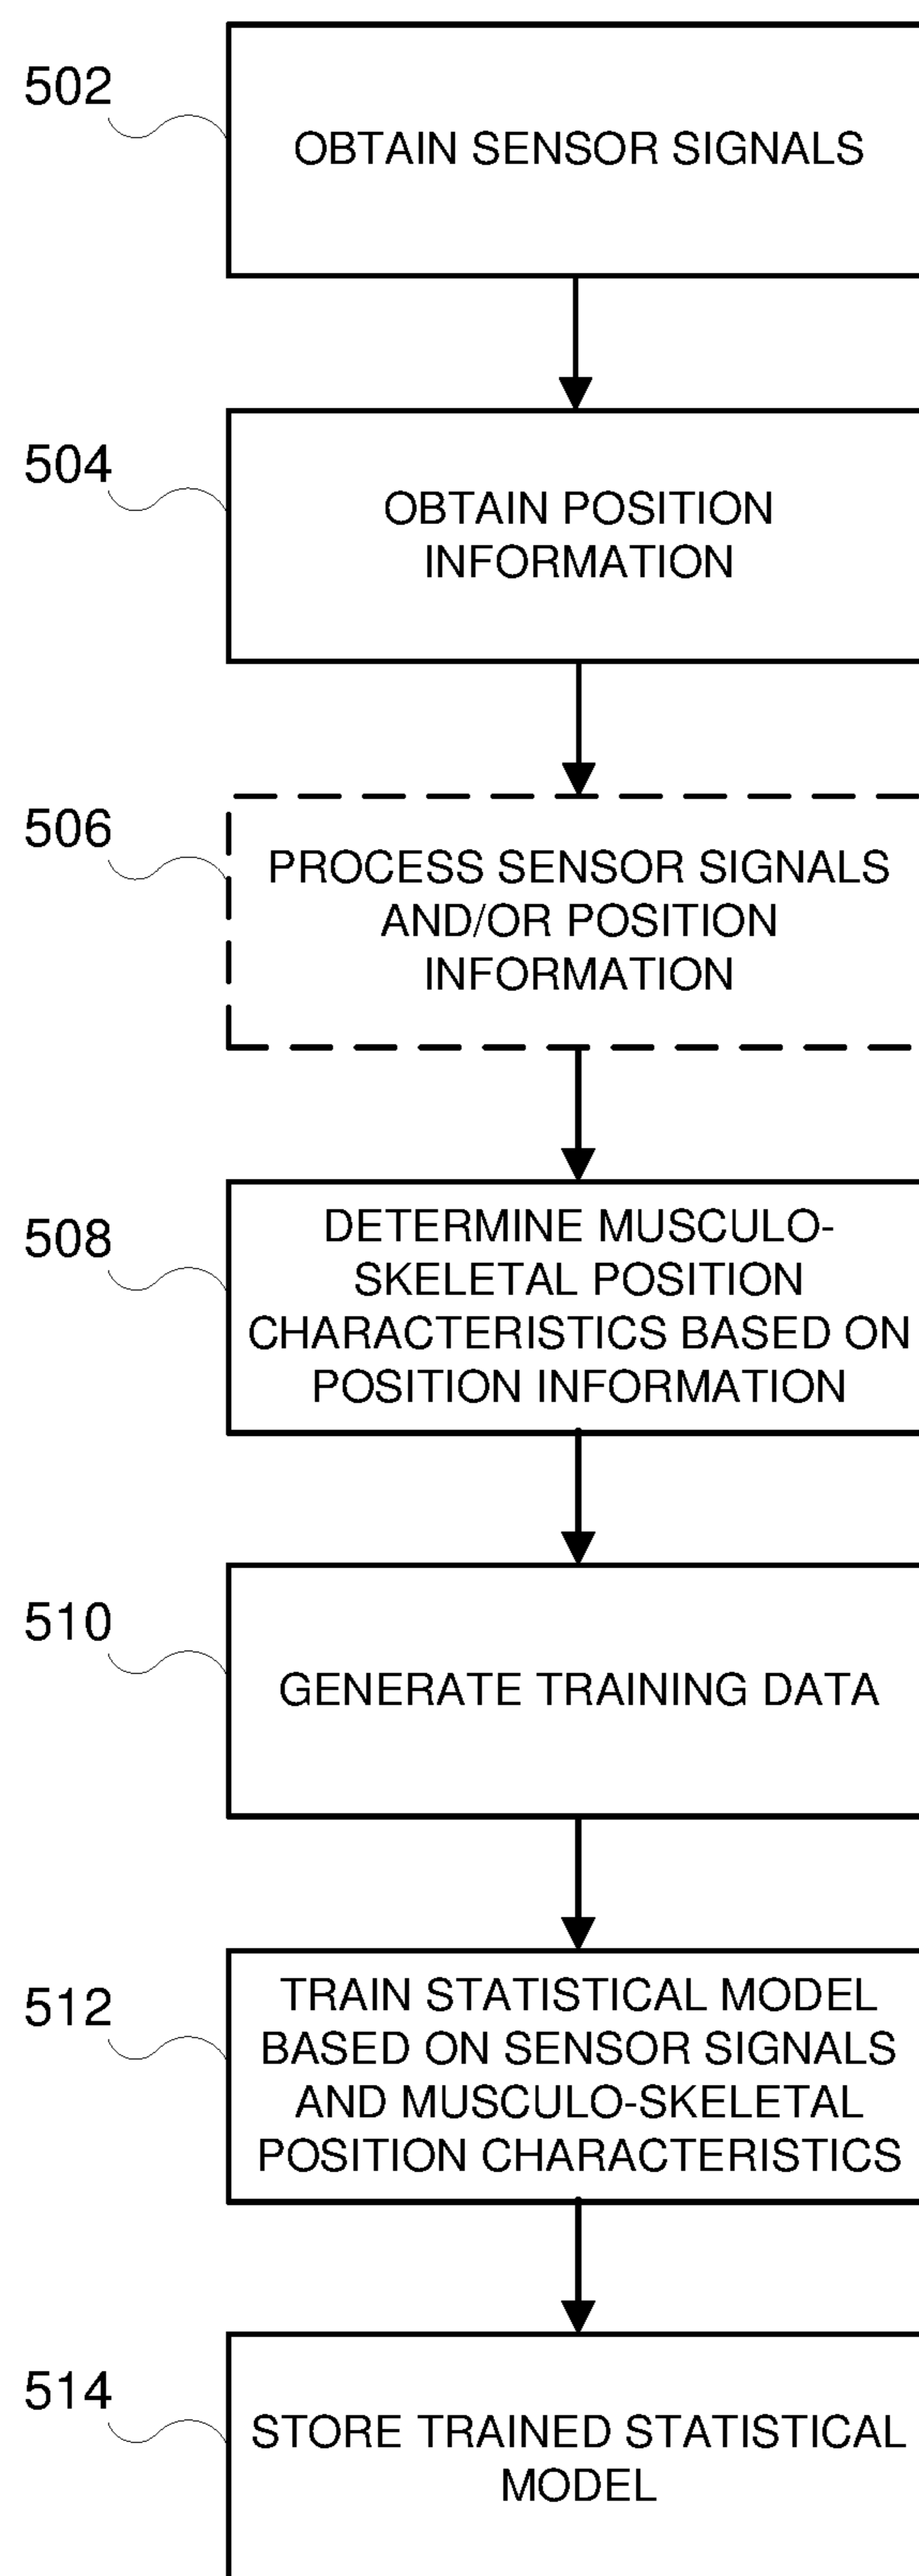 502
OBTAIN SENSOR SIGNALS
504
OBTAIN POSITION
INFORMATION
506
PROCESS SENSOR SIGNALS
AND/OR POSITION
INFORMATION
508
DETERMINE MUSCULO-
SKELETAL POSITION
CHARACTERISTICS BASED ON
POSITION INFORMATION
510
GENERATE TRAINING DATA
512
TRAIN STATISTICAL MODEL
BASED ON SENSOR SIGNALS
AND MUSCULO-SKELETAL
POSITION CHARACTERISTICS
514
STORE TRAINED STATISTICAL
MODEL